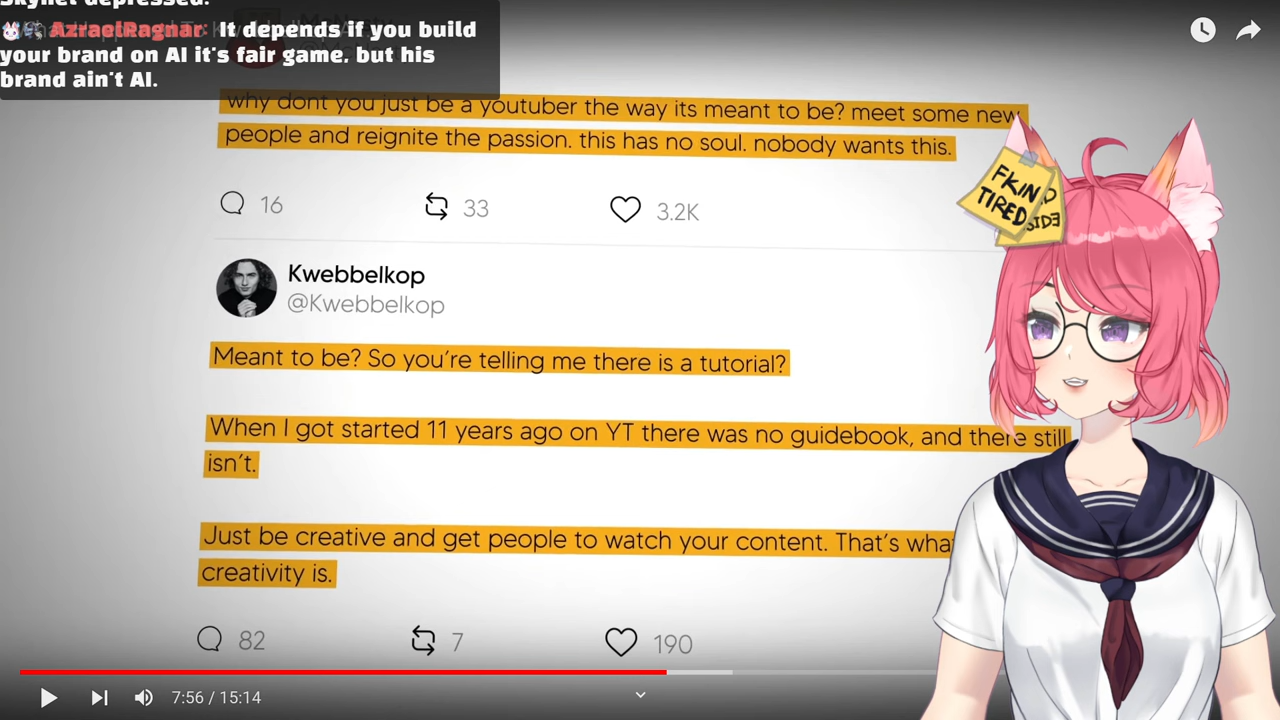 Skynet depressed.
AzraelRagnar: It depends if you build
your brand on AI it's fair game. but his
brand ain't AI.
why dont you just be a youtuber the way its meant to be? meet some new
people and reignite the passion. this has no soul. nobody wants this.
16
33
3.2K
FKIN
TIRED
SIDE
Kwebbelkop
@Kwebbelkop
Meant to be? So you're telling me there is a tutorial?
When I got started 11 years ago on YT there was no guidebook, and there still
isn't.
Just be creative and get people to watch your content. That's what
creativity is.
82
7
190
7:56 / 15:14